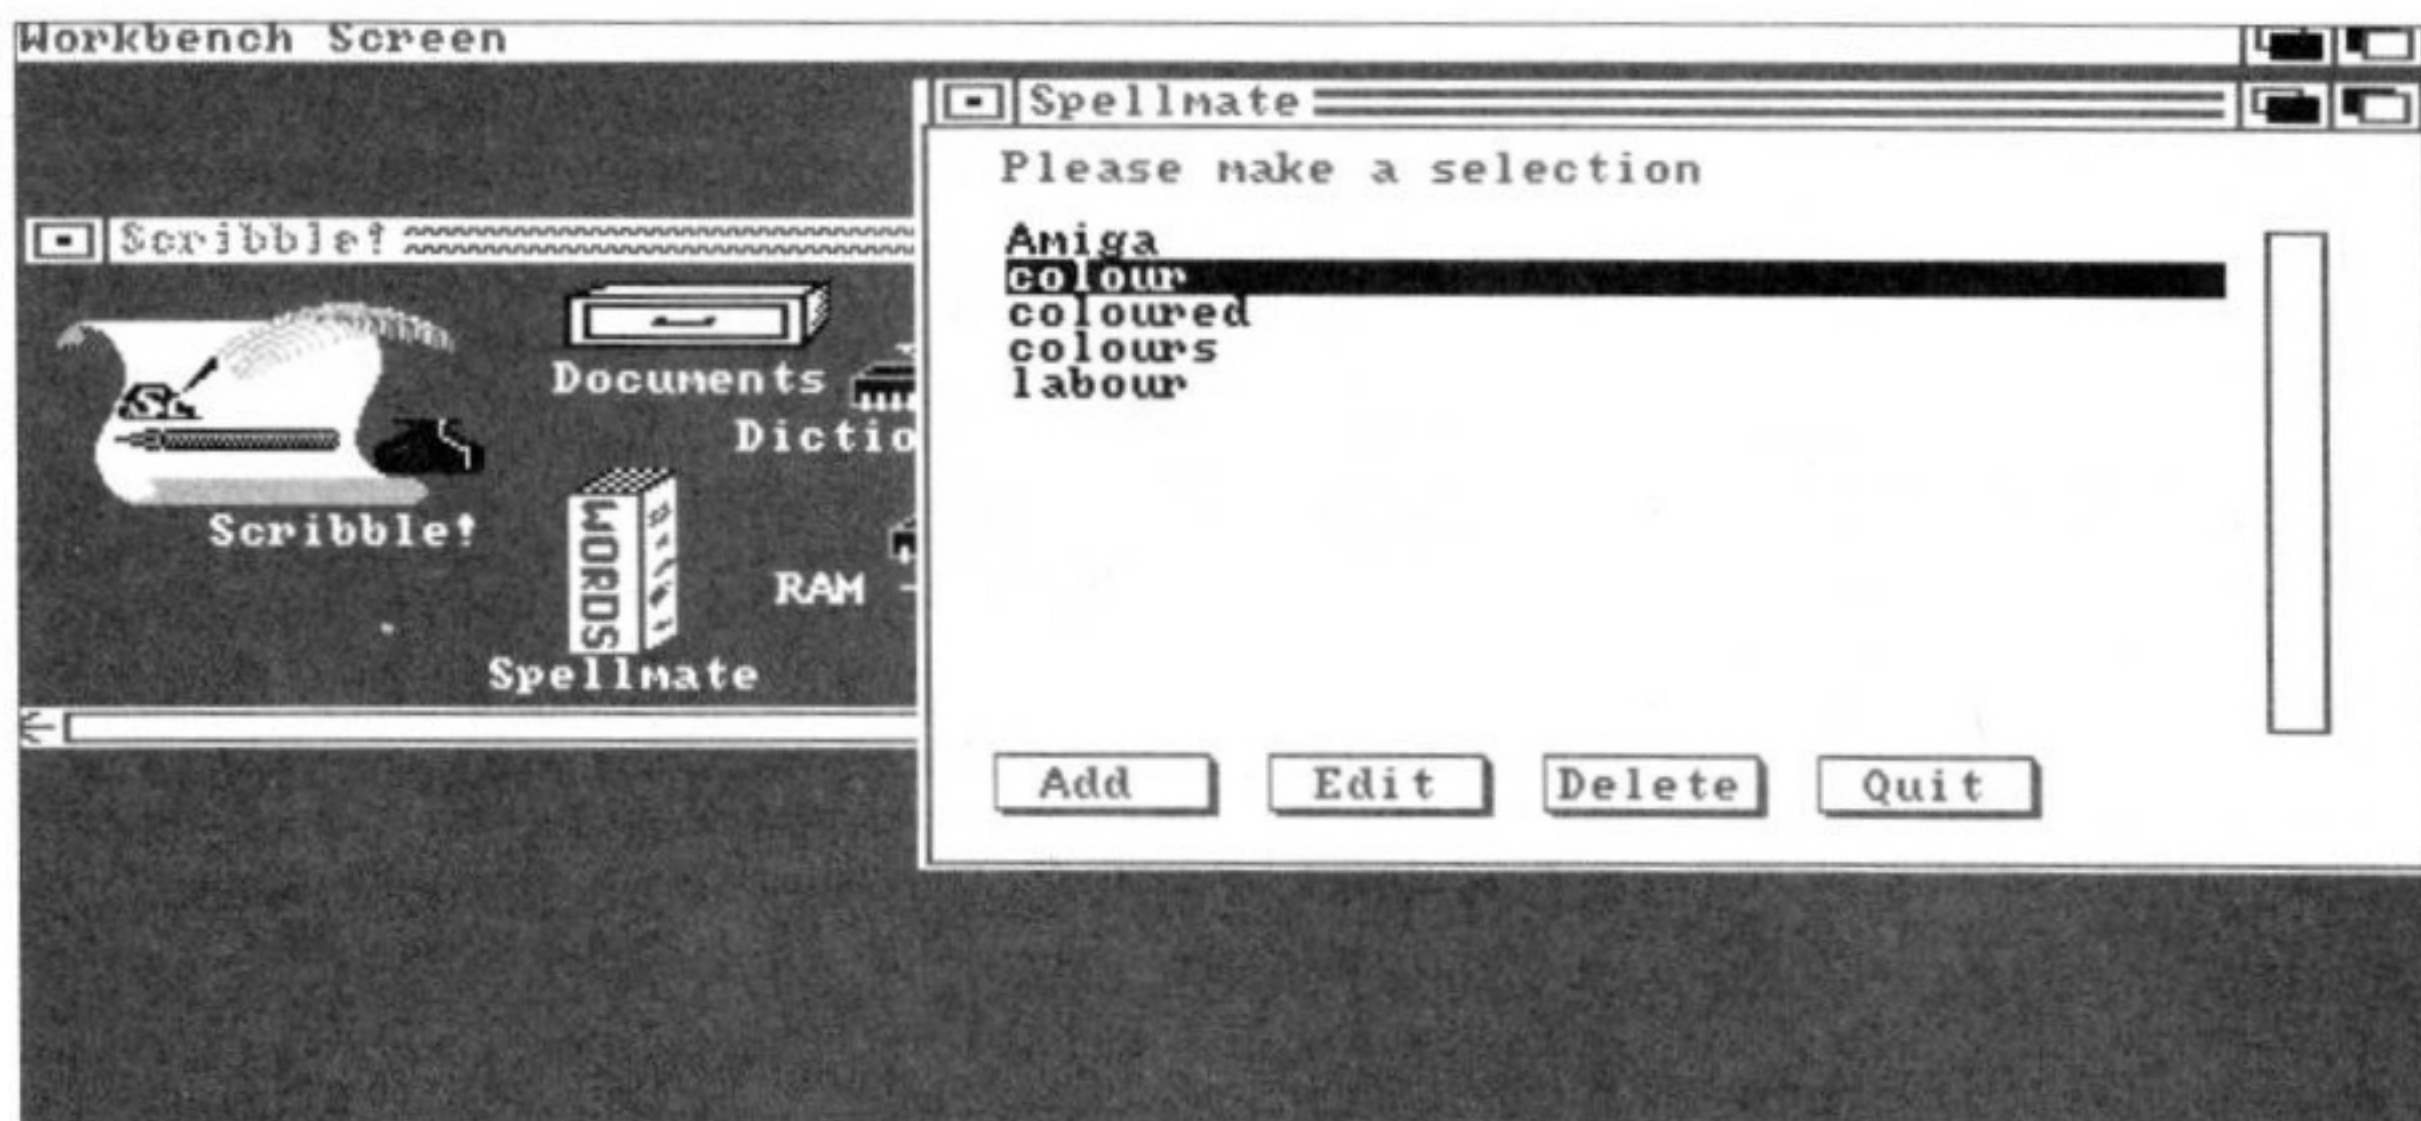 Workbench Screen
Spellmate
Please make a selection
Amiga
colour
coloured
colours
labour
Add
Edit
Delete
Quit
Scribble!
Documents
Dictio
Scribble!
WORDS
RAM
Spellmate